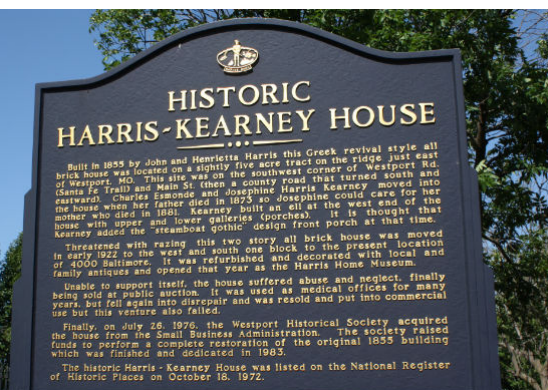 HISTORIC
HARRIS-KEARNEY HOUSE
Built in 1855 by John and Henrietta Harris this Greek revival style all
brick house was located on a sightly five acre tract on the ridge just east
of Westport, MO. This site was on the southwest corner of Westport Rd.
(Santa Fe Trail) and Main St. then a county road that turned south and
eastward). Charles Esmonde and Josephine Harris Kearney moved into
the house when her father died in 1873 so Josephine could care for her
mother who died in 1881. Kearney built an ell at the west end of the
house with upper and lower galleries (porches). It is thought that
Kearney added the "steamboat gothic" design front porch at that time.
Threatened with razing this two story all brick house was moved
in early 1922 to the west and south one block to the present location
of 4000 Baltimore. It was refurbished and decorated with local and
family antiques and opened that year as the Harris Home Museum.
Unable to support itself, the house suffered abuse and neglect, finally
being sold at public auction. It was used as medical offices for many
years, but fell again into disrepair and was resold and put into commercial
use but this venture also failed.
Finally, on July 26, 1976, the Westport Historical Society acquired
the house from the Small Business Administration. The society raised
funds to perform a complete restoration of the original 1855 building
which was finished and dedicated in 1983.
The historic Harris - Kearney House was listed on the National Register
of Historic Places on October 18, 1972.